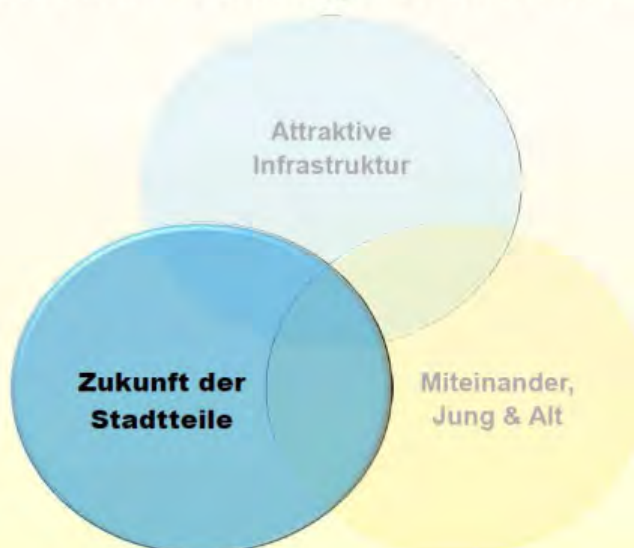 Attraktive
Infrastruktur
Zukunft der
Stadtteile
Miteinander,
Jung & Alt